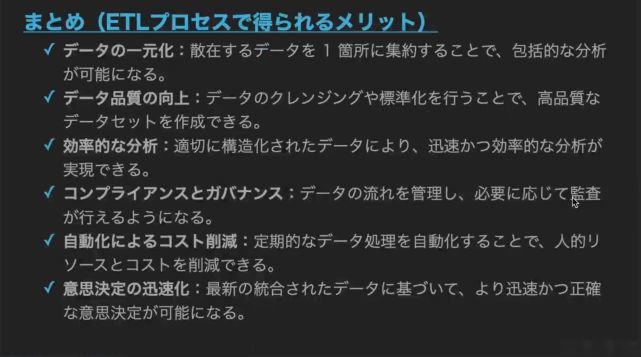 まとめ（ETLプロセスで得られるメリット）
✓ データの一元化：散在するデータを 1 箇所に集約することで、包括的な分析
が可能になる。
✓ データ品質の向上：データのクレンジングや標準化を行うことで、高品質な
データセットを作成できる。
✓ 効率的な分析：適切に構造化されたデータにより、迅速かつ効率的な分析が
実現できる。
✓ コンプライアンスとガバナンス：データの流れを管理し、必要に応じて監査
が行えるようになる。
✓ 自動化によるコスト削減：定期的なデータ処理を自動化することで、人的リ
ソースとコストを削減できる。
✓ 意思決定の迅速化：最新の統合されたデータに基づいて、より迅速かつ正確
な意思決定が可能になる。